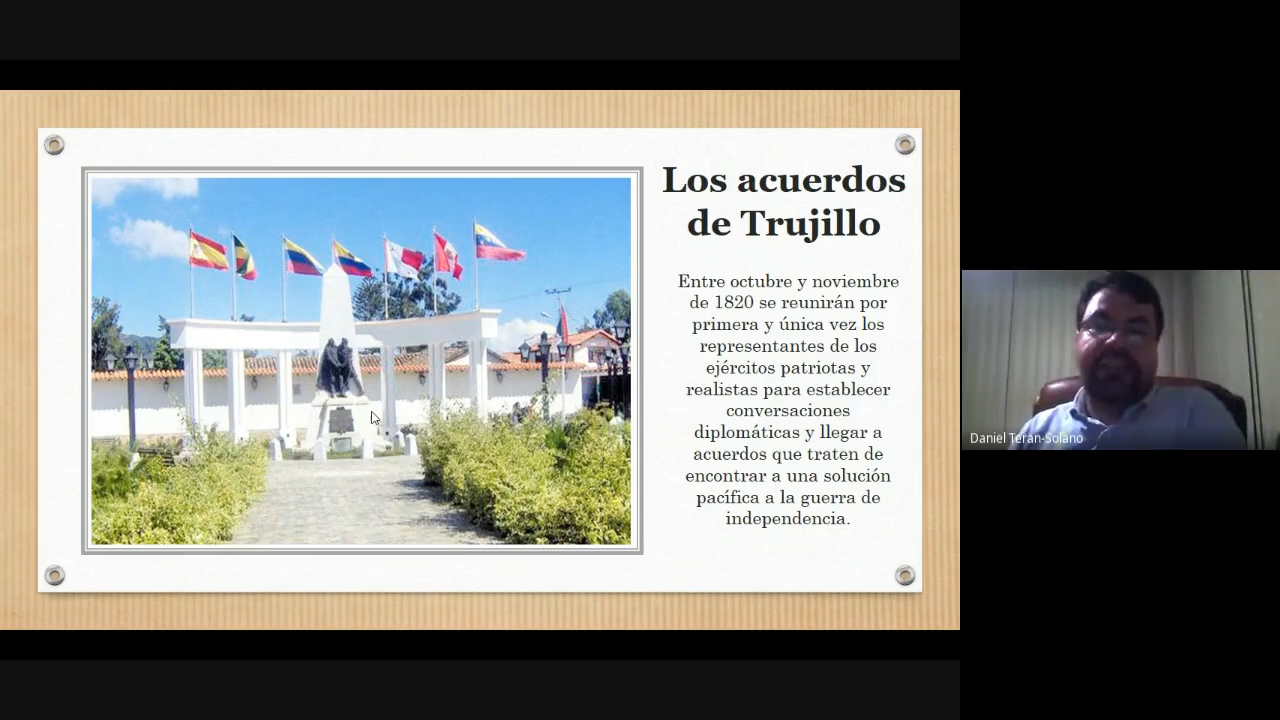 Los acuerdos
de Trujillo
Entre octubre y noviembre
de 1820 se reunirán por
primera y única vez los
representantes de los
ejércitos patriotas y
realistas para establecer
conversaciones
diplomáticas y llegar a
acuerdos que traten de
encontrar a una solución
pacífica a la guerra de
independencia.
Daniel Teran-Solano